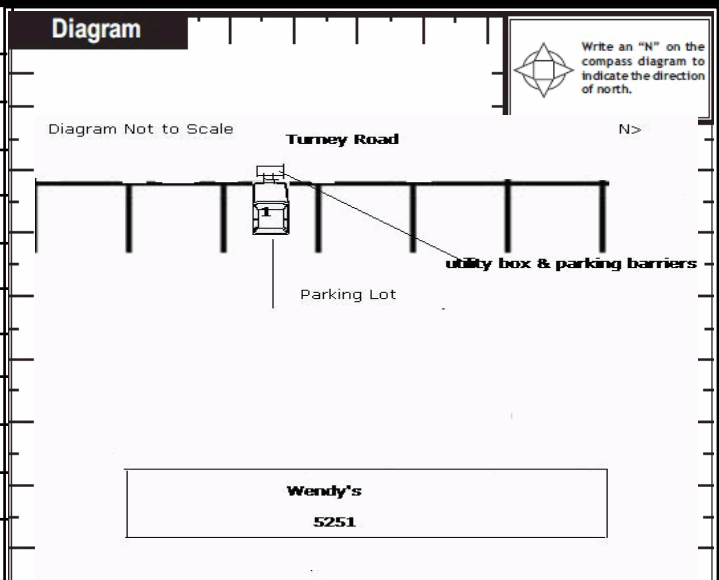 Diagram
Write an "N" on the
compass diagram to
indicate the direction
of north.
Diagram Not to Scale
Turney Road
N>
1
utility box & parking barriers
Parking Lot
Wendy's
5251